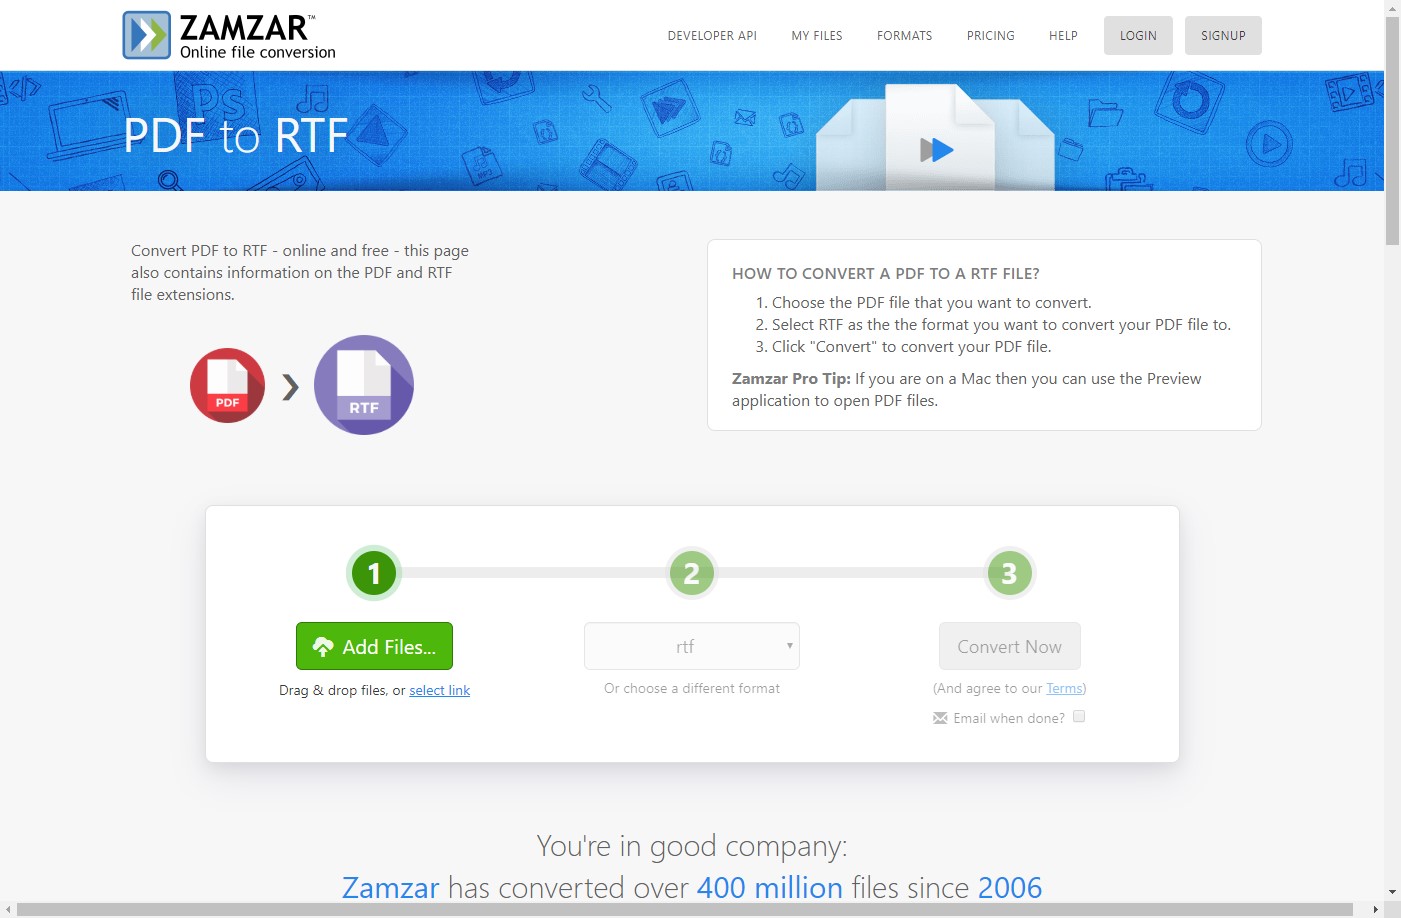 ZAMZAR™
Online file conversion
DEVELOPER API MY FILES FORMATS PRICING HELP LOGIN SIGNUP
Ps
MP3
PDF to RTF
Convert PDF to RTF - online and free - this page
also contains information on the PDF and RTF
file extensions.
PDF
RTF
HOW TO CONVERT A PDF TO A RTF FILE?
1. Choose the PDF file that you want to convert.
2. Select RTF as the the format you want to convert your PDF file to.
3. Click "Convert" to convert your PDF file.
Zamzar Pro Tip: If you are on a Mac then you can use the Preview
application to open PDF files.
1 2 3
Add Files... rtf Convert Now
Drag & drop files, or select link Or choose a different format (And agree to our Terms)
Email when done?
You're in good company:
Zamzar has converted over 400 million files since 2006